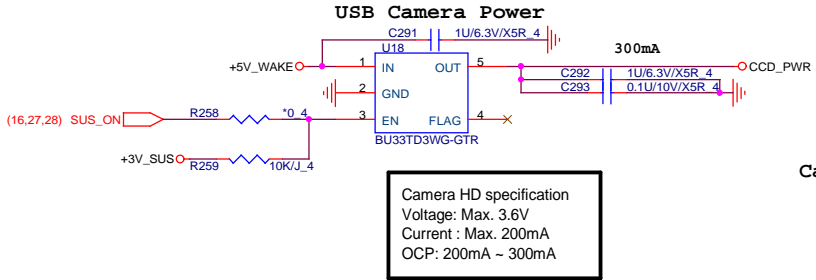 USB Camera Power
C291 1U/6.3V/X5R_4
U18 300mA
+5V_WAKE 1 IN OUT 5 CCD_PWR
C292 1U/6.3V/X5R_4
2 GND C293 0.1U/10V/X5R_4
(16,27,28) SUS_ON R258 *0_4 3 EN FLAG 4
BU33TD3WG-GTR
+3V_SUS R259 10K/J_4
Ca
Camera HD specification
Voltage: Max. 3.6V
Current : Max. 200mA
OCP: 200mA ~ 300mA